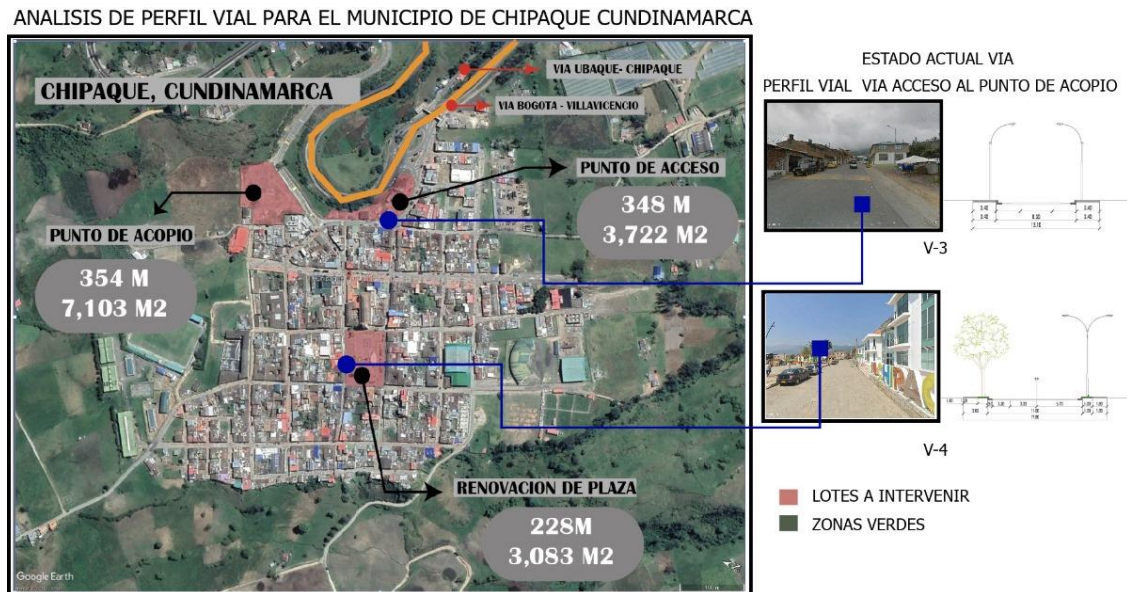 ANALISIS DE PERFIL VIAL PARA EL MUNICIPIO DE CHIPAQUE CUNDINAMARCA
CHIPAQUE, CUNDINAMARCA
VIA UBAQUE- CHIPAQUE
VIA BOGOTA - VILLAVICENCIO
PUNTO DE ACCESO
348 M
3,722 M2
PUNTO DE ACOPIO
354 M
7,103 M2
RENOVACION DE PLAZA
228M
3,083 M2
Google Earth
ESTADO ACTUAL VIA
PERFIL VIAL VIA ACCESO AL PUNTO DE ACOPIO
V-3
V-4
LOTES A INTERVENIR
ZONAS VERDES